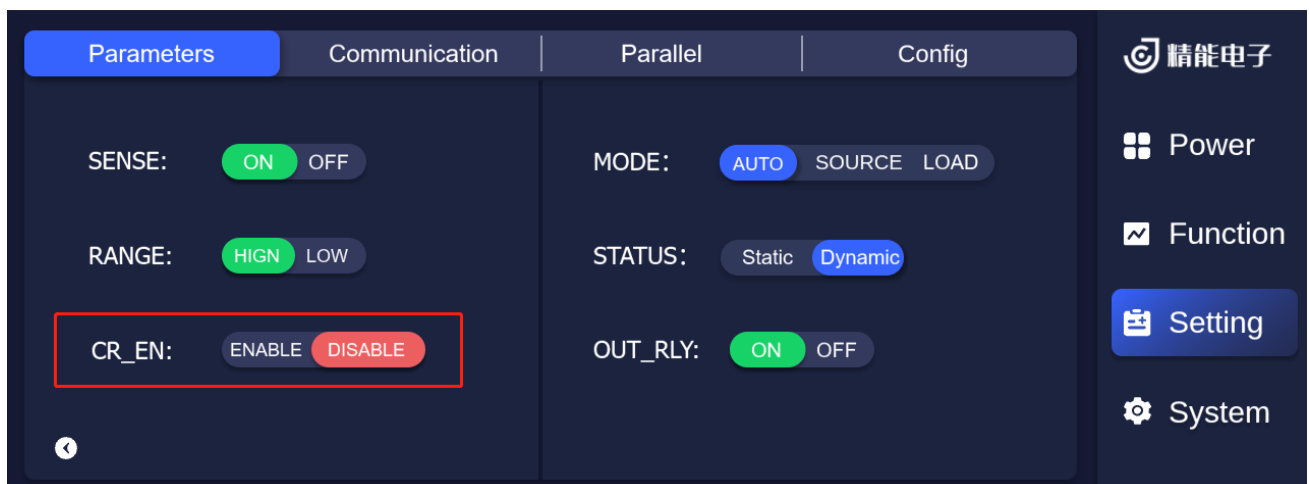 Parameters Communication Parallel Config
精能电子
SENSE: ON OFF
MODE: AUTO SOURCE LOAD
Power
RANGE: HIGN LOW
STATUS: Static Dynamic
Function
CR_EN: ENABLE DISABLE
OUT_RLY: ON OFF
Setting
System